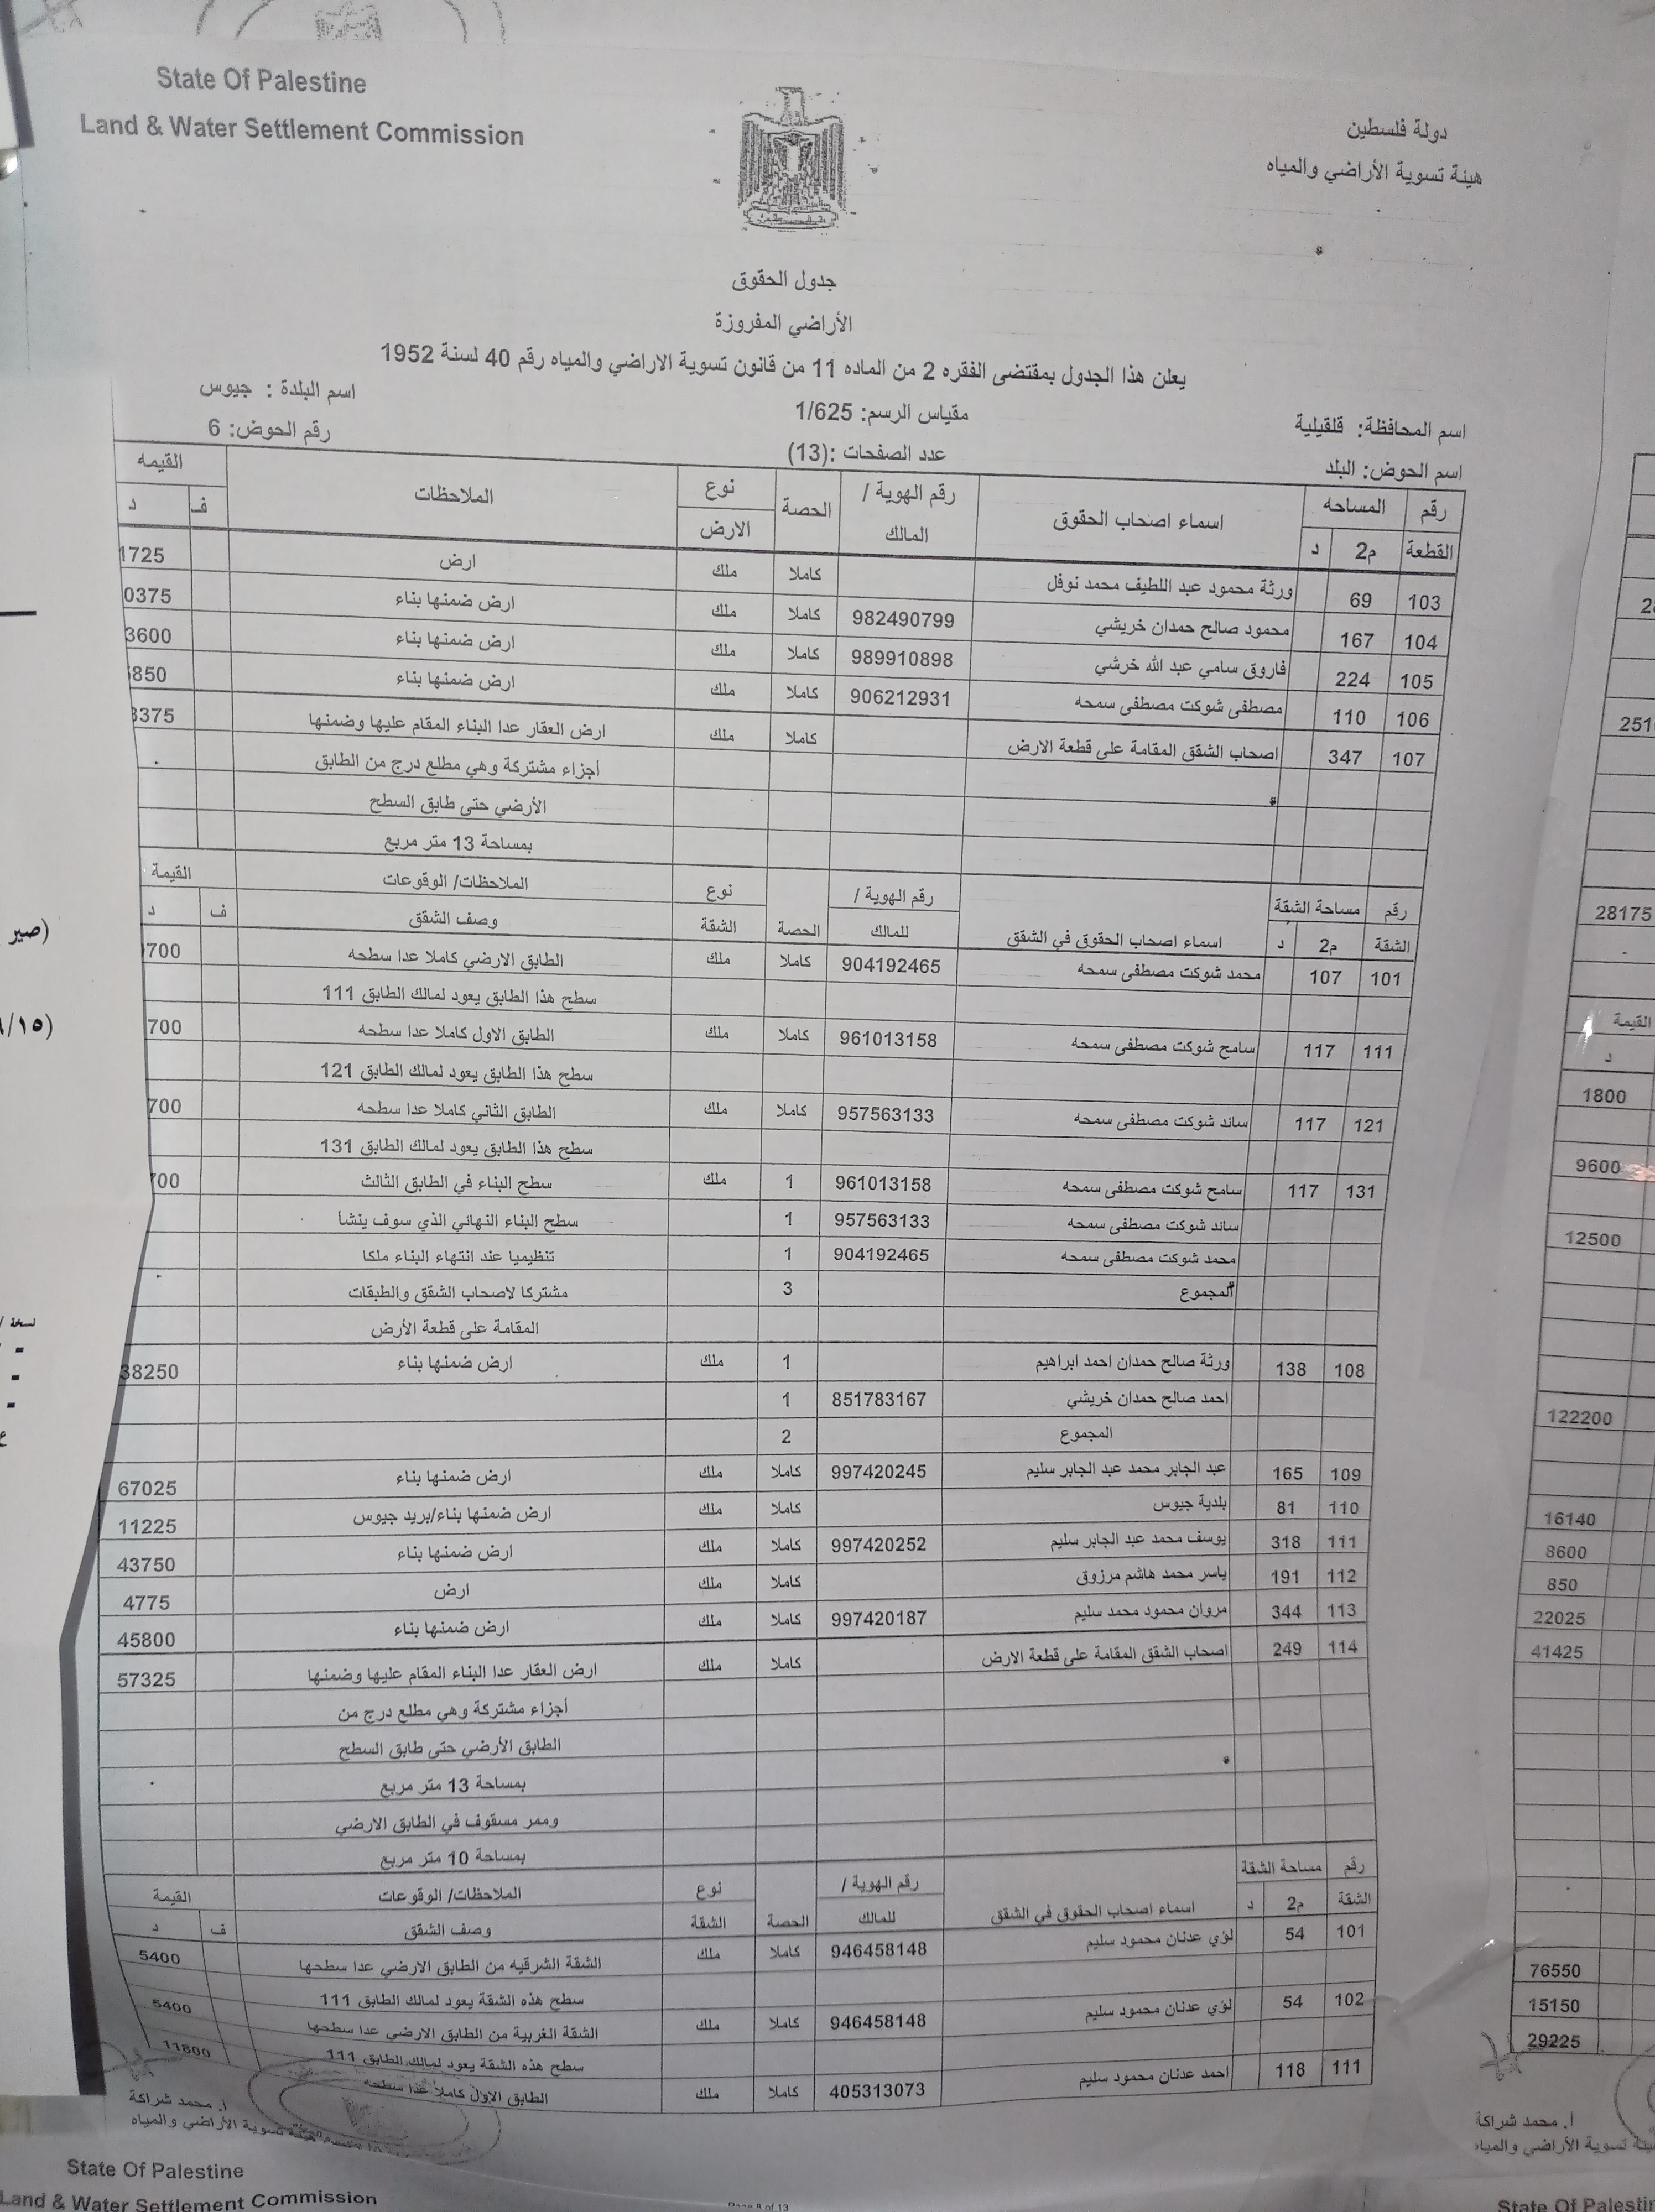 State Of Palestine
Land & Water Settlement Commission
دولة فلسطين
هيئة تسوية الأراضي والمياه
جدول الحقوق
الأراضي المفروزة
يعلن هذا الجدول بمقتضى الفقره 2 من الماده 11 من قانون تسوية الاراضي والمياه رقم 40 لسنة 1952
اسم المحافظة: قلقيلية مقياس الرسم: 1/625 اسم البلدة : جيوس
اسم الحوض: البلد عدد الصفحات :(13) رقم الحوض: 6
رقم المساحه اسماء اصحاب الحقوق رقم الهوية / الحصة نوع الملاحظات القيمه
القطعة م2 د المالك الارض ف د
103 69 ورثة محمود عبد اللطيف محمد نوفل كاملا ملك ارض 1725
104 167 محمود صالح حمدان خريشي 982490799 كاملا ملك ارض ضمنها بناء 0375
105 224 فاروق سامي عبد الله خرشي 989910898 كاملا ملك ارض ضمنها بناء 3600
106 110 مصطفى شوكت مصطفى سمحه 906212931 كاملا ملك ارض ضمنها بناء 850
107 347 اصحاب الشقق المقامة على قطعة الارض كاملا ملك ارض العقار عدا البناء المقام عليها وضمنها 3375
أجزاء مشتركة وهي مطلع درج من الطابق
الأرضي حتى طابق السطح
بمساحة 13 متر مربع
رقم مساحة الشقة اسماء اصحاب الحقوق في الشقق رقم الهوية / الحصة نوع الملاحظات/ الوقوعات القيمة
الشقة م2 د للمالك الشقة وصف الشقق ف د
101 107 محمد شوكت مصطفى سمحه 904192465 كاملا ملك الطابق الارضي كاملا عدا سطحه 700
سطح هذا الطابق يعود لمالك الطابق 111
111 117 سامح شوكت مصطفى سمحه 961013158 كاملا ملك الطابق الاول كاملا عدا سطحه 700
سطح هذا الطابق يعود لمالك الطابق 121
121 117 سائد شوكت مصطفى سمحه 957563133 كاملا ملك الطابق الثاني كاملا عدا سطحه 700
سطح هذا الطابق يعود لمالك الطابق 131
131 117 سامح شوكت مصطفى سمحه 961013158 1 ملك سطح البناء في الطابق الثالث 00
سائد شوكت مصطفى سمحه 957563133 1 سطح البناء النهائي الذي سوف ينشأ
محمد شوكت مصطفى سمحه 904192465 1 تنظيميا عند انتهاء البناء ملكا
المجموع 3 مشتركا لاصحاب الشقق والطبقات
المقامة على قطعة الأرض
108 138 ورثة صالح حمدان احمد ابراهيم 1 ملك ارض ضمنها بناء 38250
احمد صالح حمدان خريشي 851783167 1
المجموع 2
109 165 عبد الجابر محمد عبد الجابر سليم 997420245 كاملا ملك ارض ضمنها بناء 67025
110 81 بلدية جيوس كاملا ملك ارض ضمنها بناء/بريد جيوس 11225
111 318 يوسف محمد عبد الجابر سليم 997420252 كاملا ملك ارض ضمنها بناء 43750
112 191 ياسر محمد هاشم مرزوق كاملا ملك ارض 4775
113 344 مروان محمود محمد سليم 997420187 كاملا ملك ارض ضمنها بناء 45800
114 249 اصحاب الشقق المقامة على قطعة الارض كاملا ملك ارض العقار عدا البناء المقام عليها وضمنها 57325
أجزاء مشتركة وهي مطلع درج من
الطابق الأرضي حتى طابق السطح
بمساحة 13 متر مربع
وممر مسقوف في الطابق الارضي
بمساحة 10 متر مربع
رقم مساحة الشقة اسماء اصحاب الحقوق في الشقق رقم الهوية / الحصة نوع الملاحظات/ الوقوعات القيمة
الشقة م2 د للمالك الشقة وصف الشقق ف د
101 54 لؤي عدنان محمود سليم 946458148 كاملا ملك الشقة الشرقيه من الطابق الارضي عدا سطحها 5400
سطح هذه الشقة يعود لمالك الطابق 111
102 54 لؤي عدنان محمود سليم 946458148 كاملا ملك الشقة الغربية من الطابق الارضي عدا سطحها 5400
سطح هذه الشقة يعود لمالك الطابق 111
111 118 احمد عدنان محمود سليم 405313073 كاملا ملك الطابق الاول كاملا عدا سطحه 11800
أ. محمد شراكة
هيئة تسوية الأراضي والمياه
State Of Palestine
Land & Water Settlement Commission
Page 8 of 13
251
28175
القيمة
د
1800
9600
12500
122200
16140
8600
850
22025
41425
76550
15150
29225
أ. محمد شراكة
تسوية الأراضي والمياه
State Of Palestin